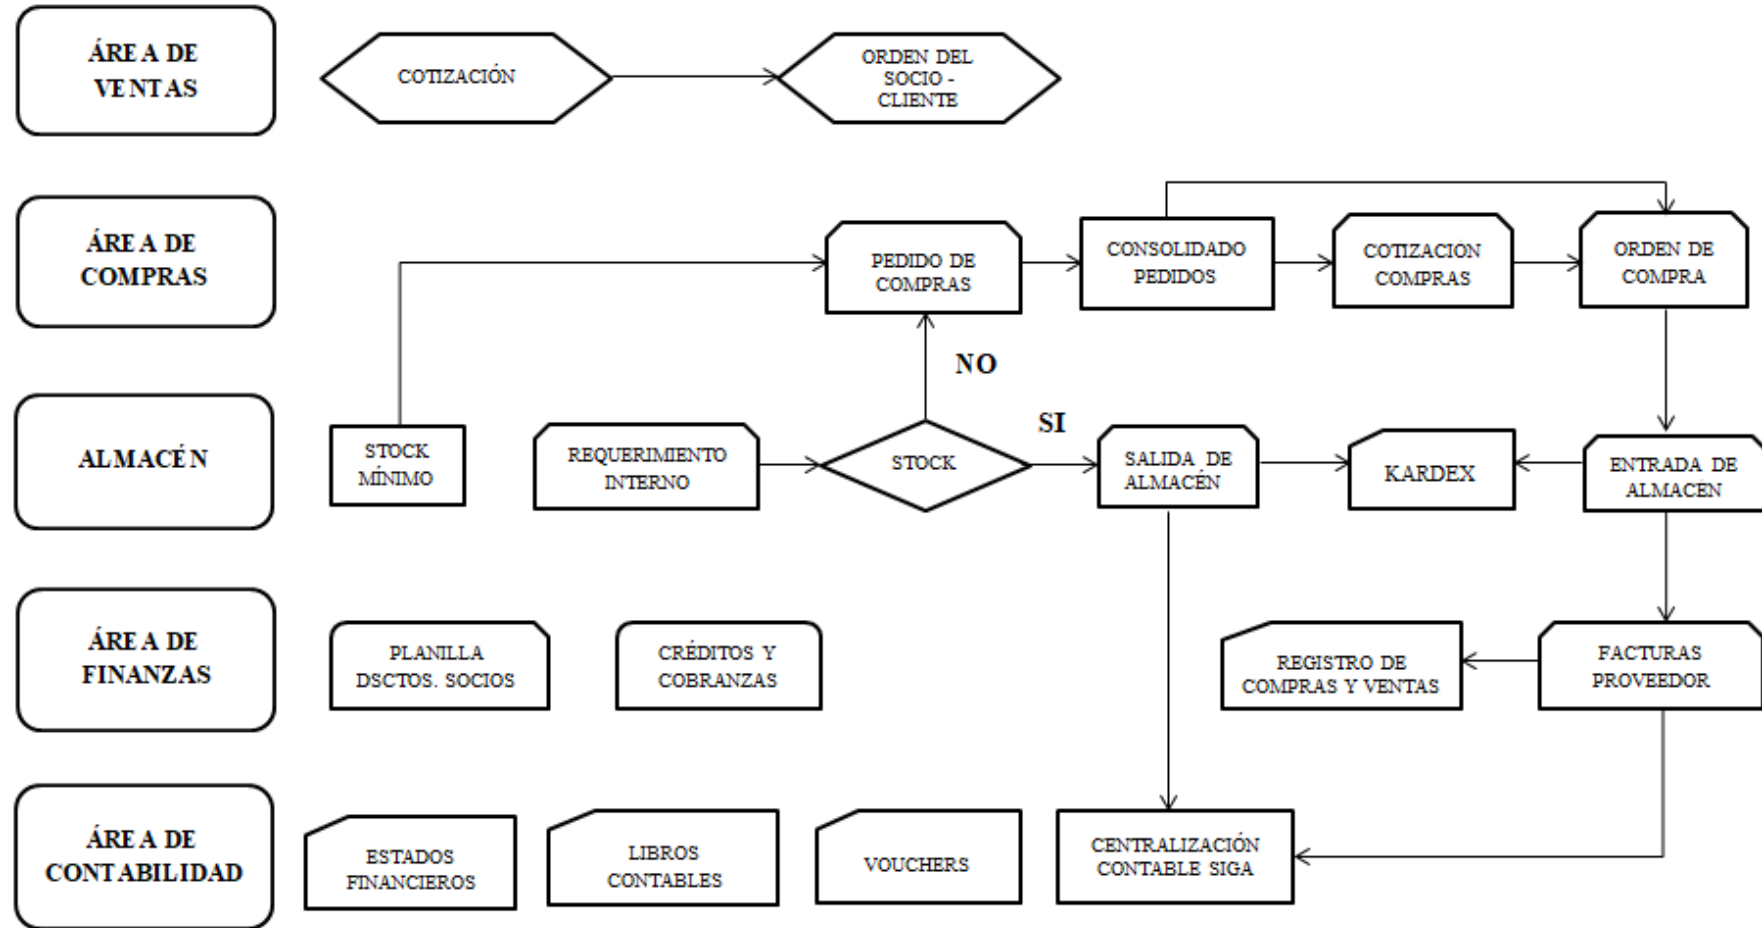 ÁREA DE
VENTAS
COTIZACIÓN
ORDEN DEL
SOCIO -
CLIENTE
ÁREA DE
COMPRAS
PEDIDO DE
COMPRAS
CONSOLIDADO
PEDIDOS
COTIZACIÓN
COMPRAS
ORDEN DE
COMPRA
NO
SI
ALMACÉN
STOCK
MÍNIMO
REQUERIMIENTO
INTERNO
STOCK
SALIDA DE
ALMACÉN
KARDEX
ENTRADA DE
ALMACÉN
ÁREA DE
FINANZAS
PLANILLA
DSCTOS. SOCIOS
CRÉDITOS Y
COBRANZAS
REGISTRO DE
COMPRAS Y VENTAS
FACTURAS
PROVEEDOR
ÁREA DE
CONTABILIDAD
ESTADOS
FINANCIEROS
LIBROS
CONTABLES
VOUCHERS
CENTRALIZACIÓN
CONTABLE SIGA